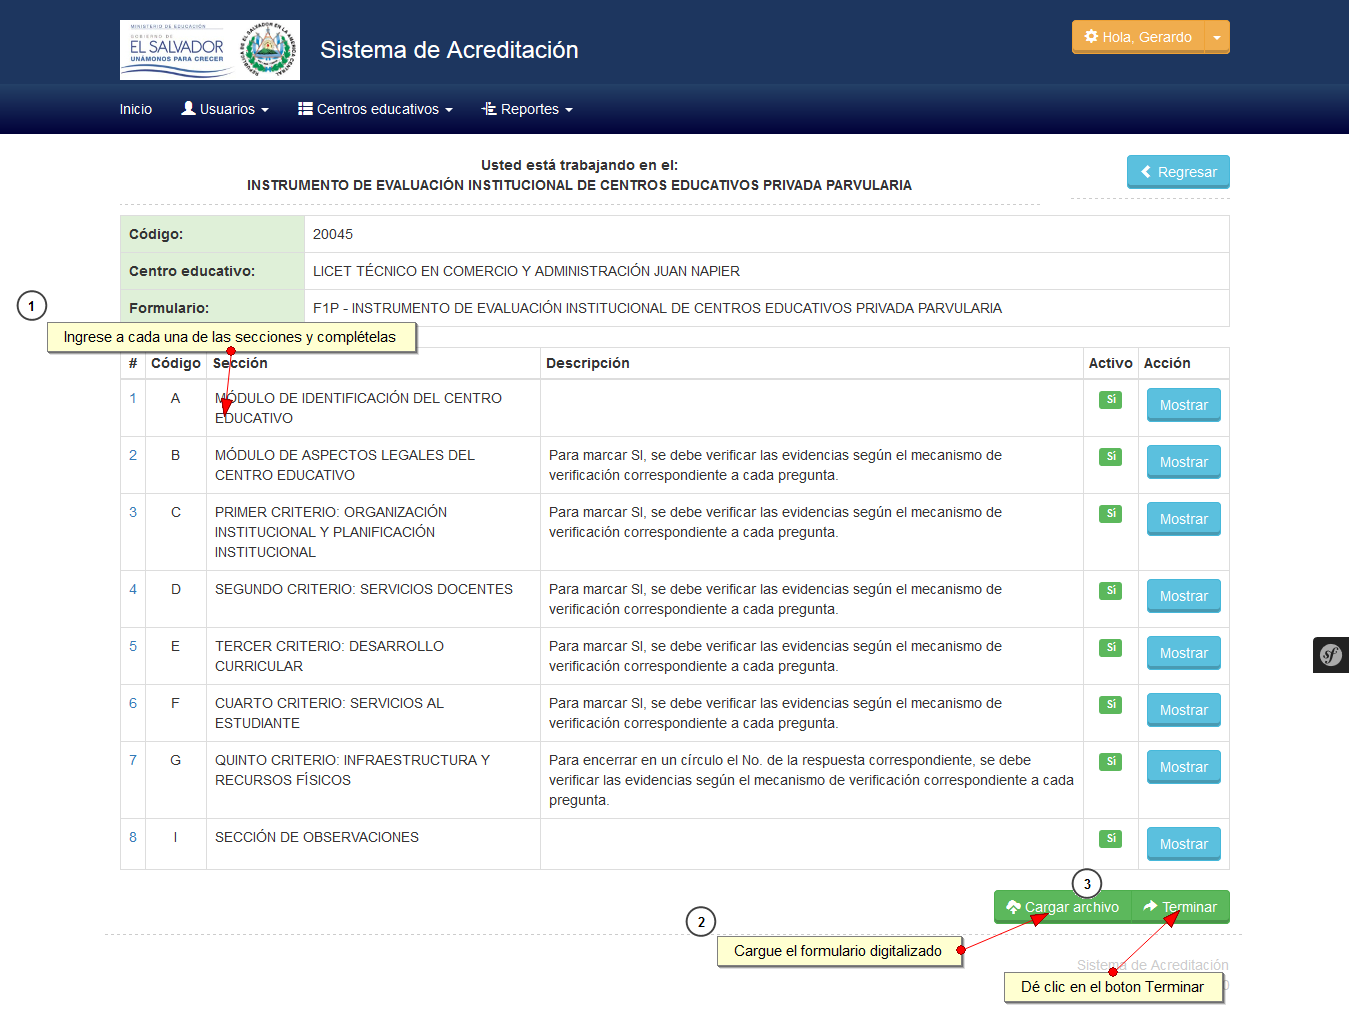 MINISTERIO DE EDUCACIÓN
GOBIERNO DE
EL SALVADOR
UNÁMONOS PARA CRECER
Sistema de Acreditación
Hola, Gerardo
Inicio
Usuarios
Centros educativos
Reportes
Usted está trabajando en el:
INSTRUMENTO DE EVALUACIÓN INSTITUCIONAL DE CENTROS EDUCATIVOS PRIVADA PARVULARIA
Regresar
Código: 20045
Centro educativo: LICET TÉCNICO EN COMERCIO Y ADMINISTRACIÓN JUAN NAPIER
Formulario: F1P - INSTRUMENTO DE EVALUACIÓN INSTITUCIONAL DE CENTROS EDUCATIVOS PRIVADA PARVULARIA
1
Ingrese a cada una de las secciones y complételas
# Código Sección Descripción Activo Acción
1 A MÓDULO DE IDENTIFICACIÓN DEL CENTRO Sí Mostrar
EDUCATIVO
2 B MÓDULO DE ASPECTOS LEGALES DEL Para marcar SI, se debe verificar las evidencias según el mecanismo de Sí Mostrar
CENTRO EDUCATIVO verificación correspondiente a cada pregunta.
3 C PRIMER CRITERIO: ORGANIZACIÓN Para marcar SI, se debe verificar las evidencias según el mecanismo de Sí Mostrar
INSTITUCIONAL Y PLANIFICACIÓN verificación correspondiente a cada pregunta.
INSTITUCIONAL
4 D SEGUNDO CRITERIO: SERVICIOS DOCENTES Para marcar SI, se debe verificar las evidencias según el mecanismo de Sí Mostrar
verificación correspondiente a cada pregunta.
5 E TERCER CRITERIO: DESARROLLO Para marcar SI, se debe verificar las evidencias según el mecanismo de Sí Mostrar
CURRICULAR verificación correspondiente a cada pregunta.
6 F CUARTO CRITERIO: SERVICIOS AL Para marcar SI, se debe verificar las evidencias según el mecanismo de Sí Mostrar
ESTUDIANTE verificación correspondiente a cada pregunta.
7 G QUINTO CRITERIO: INFRAESTRUCTURA Y Para encerrar en un círculo el No. de la respuesta correspondiente, se debe Sí Mostrar
RECURSOS FÍSICOS verificar las evidencias según el mecanismo de verificación correspondiente a cada
pregunta.
8 I SECCIÓN DE OBSERVACIONES Sí Mostrar
3
Cargar archivo
Terminar
2
Cargue el formulario digitalizado
Sistema de Acreditación
Dé clic en el boton Terminar